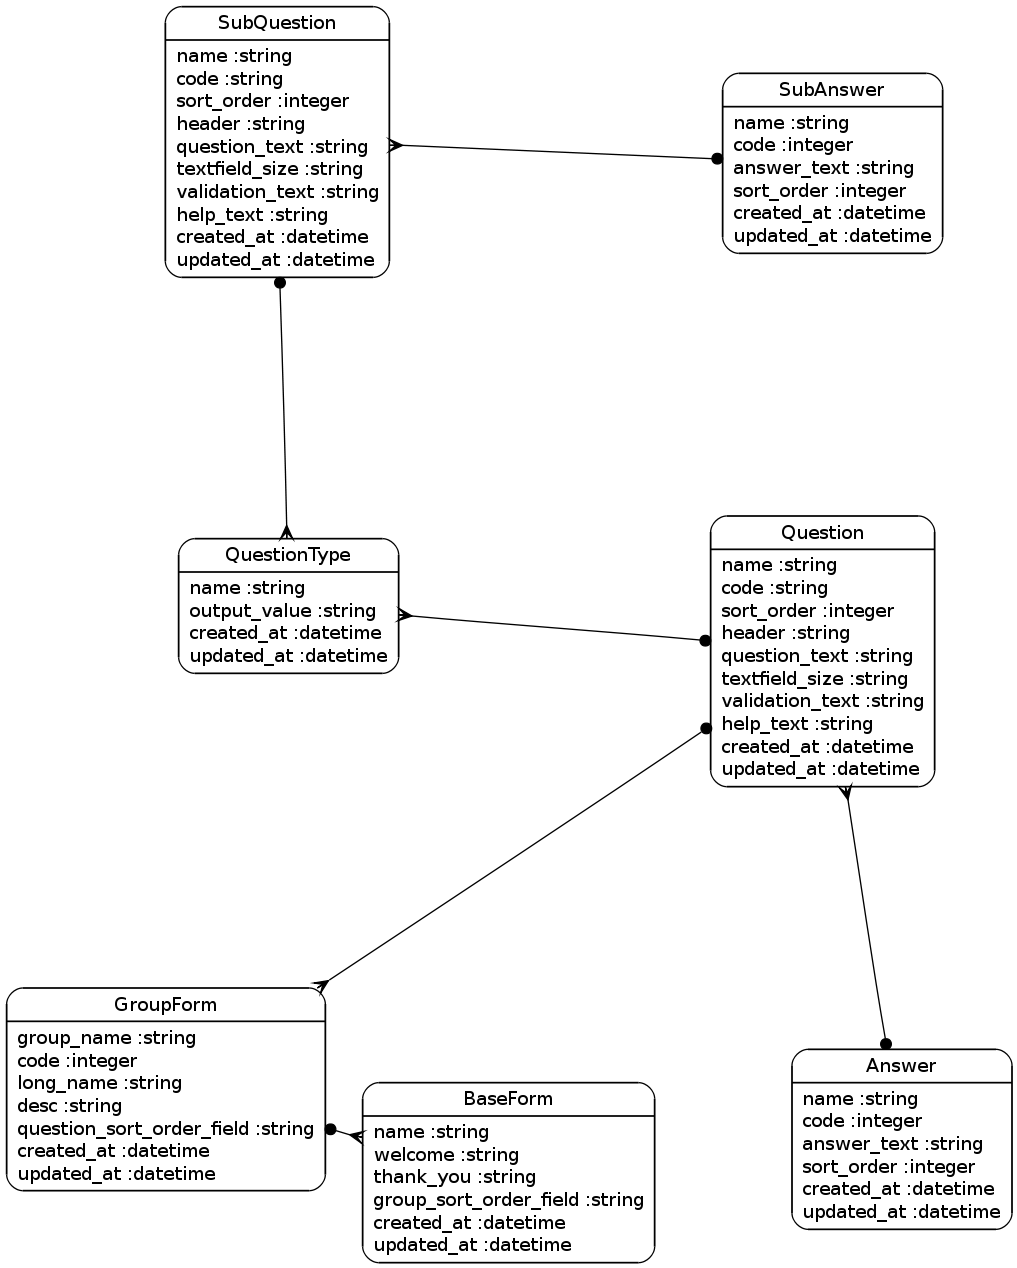 SubQuestion
name :string
code :string
sort_order :integer
header :string
question_text :string
textfield_size :string
validation_text :string
help_text :string
created_at :datetime
updated_at :datetime
SubAnswer
name :string
code :integer
answer_text :string
sort_order :integer
created_at :datetime
updated_at :datetime
QuestionType
name :string
output_value :string
created_at :datetime
updated_at :datetime
Question
name :string
code :string
sort_order :integer
header :string
question_text :string
textfield_size :string
validation_text :string
help_text :string
created_at :datetime
updated_at :datetime
GroupForm
group_name :string
code :integer
long_name :string
desc :string
question_sort_order_field :string
created_at :datetime
updated_at :datetime
BaseForm
name :string
welcome :string
thank_you :string
group_sort_order_field :string
created_at :datetime
updated_at :datetime
Answer
name :string
code :integer
answer_text :string
sort_order :integer
created_at :datetime
updated_at :datetime